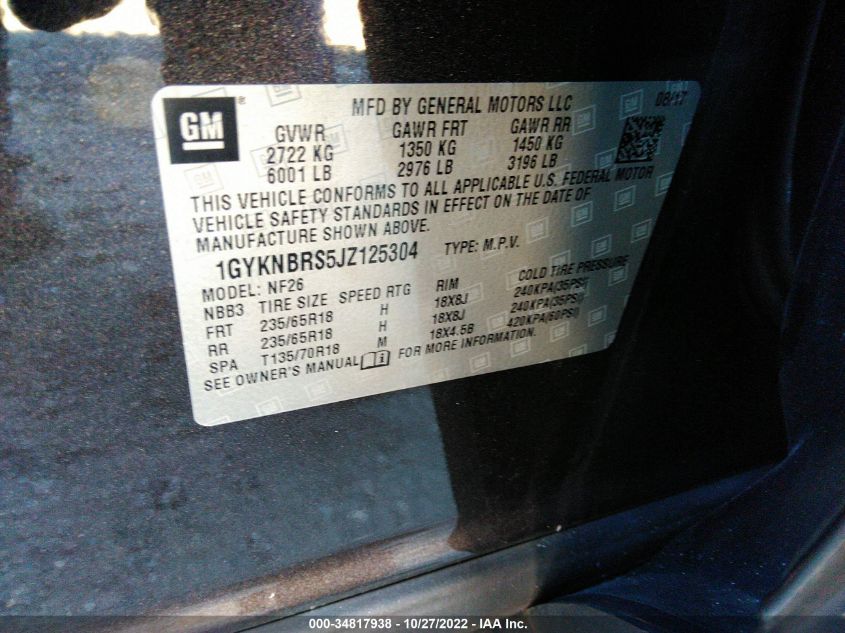 GM ®
MFD BY GENERAL MOTORS LLC 08/17
GVWR GAWR FRT GAWR RR
2722 KG 1350 KG 1450 KG
6001 LB 2976 LB 3196 LB
THIS VEHICLE CONFORMS TO ALL APPLICABLE U.S. FEDERAL MOTOR
VEHICLE SAFETY STANDARDS IN EFFECT ON THE DATE OF
MANUFACTURE SHOWN ABOVE.
1GYKNBRS5JZ125304 TYPE: M.P.V.
MODEL: NF26
NBB3 TIRE SIZE SPEED RTG RIM COLD TIRE PRESSURE
FRT 235/65R18 H 18X8J 240KPA(35PSI)
RR 235/65R18 H 18X8J 240KPA(35PSI)
SPA T135/70R18 M 18X4.5B 420KPA(60PSI)
SEE OWNER'S MANUAL FOR MORE INFORMATION.
000-34817938 - 10/27/2022 - IAA Inc.